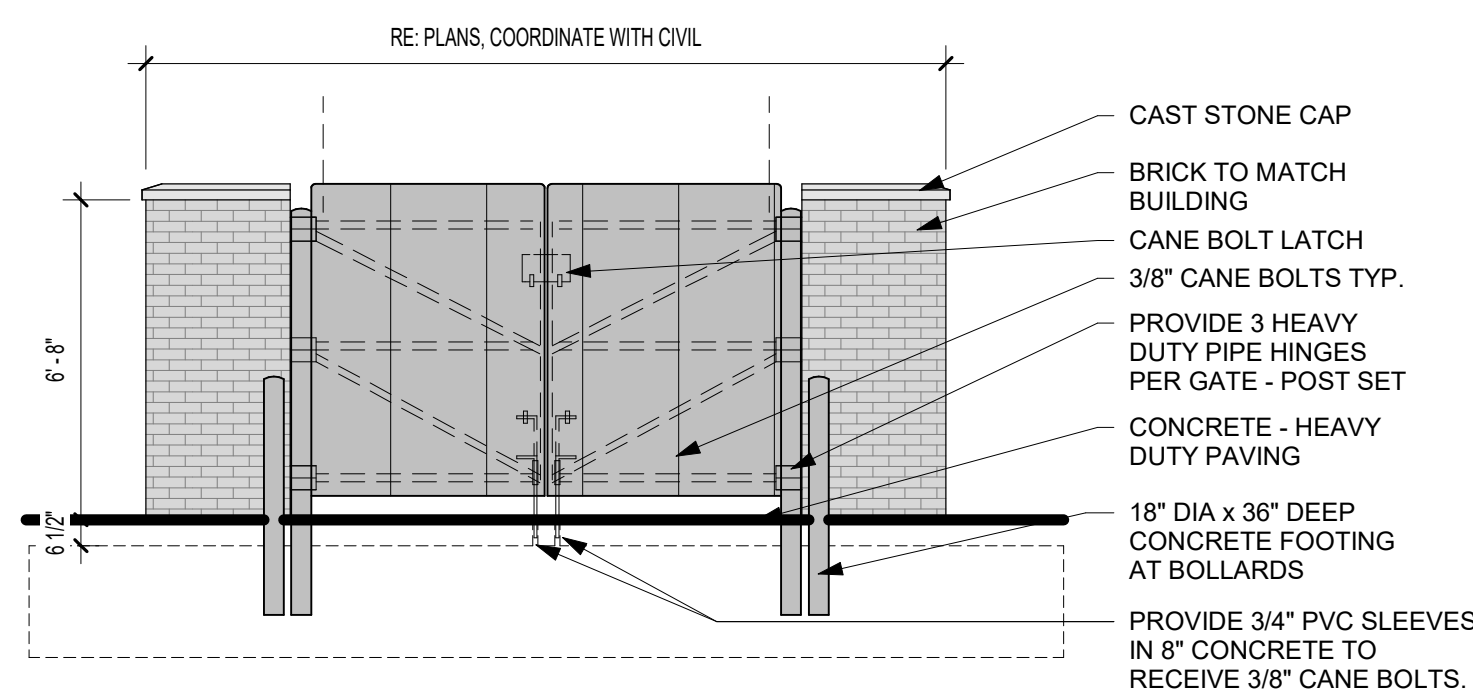 RE: PLANS, COORDINATE WITH CIVIL
CAST STONE CAP
BRICK TO MATCH
BUILDING
CANE BOLT LATCH
3/8" CANE BOLTS TYP.
PROVIDE 3 HEAVY
DUTY PIPE HINGES
PER GATE - POST SET
CONCRETE - HEAVY
DUTY PAVING
18" DIA x 36" DEEP
CONCRETE FOOTING
AT BOLLARDS
PROVIDE 3/4" PVC SLEEVES
IN 8" CONCRETE TO
RECEIVE 3/8" CANE BOLTS.
6' - 8"
6 1/2"